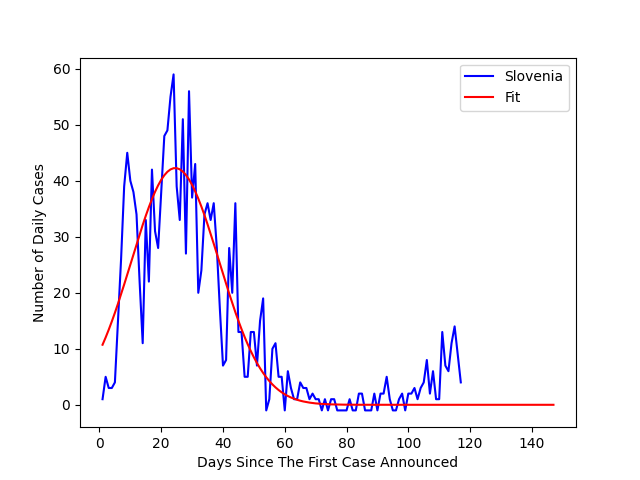 Slovenia
Fit
Number of Daily Cases
60
50
40
30
20
10
0
0 20 40 60 80 100 120 140
Days Since The First Case Announced